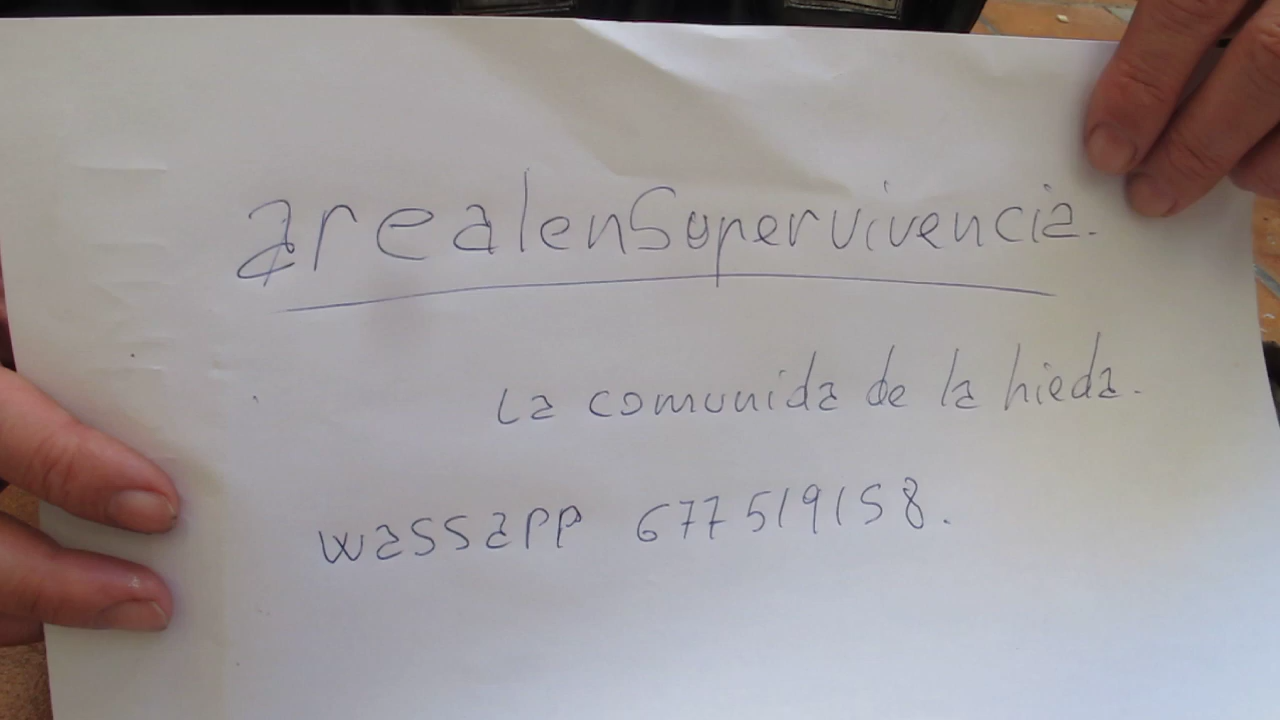 arealensupervivencia.
La comunida de la hieda.
wassapp 677519158.